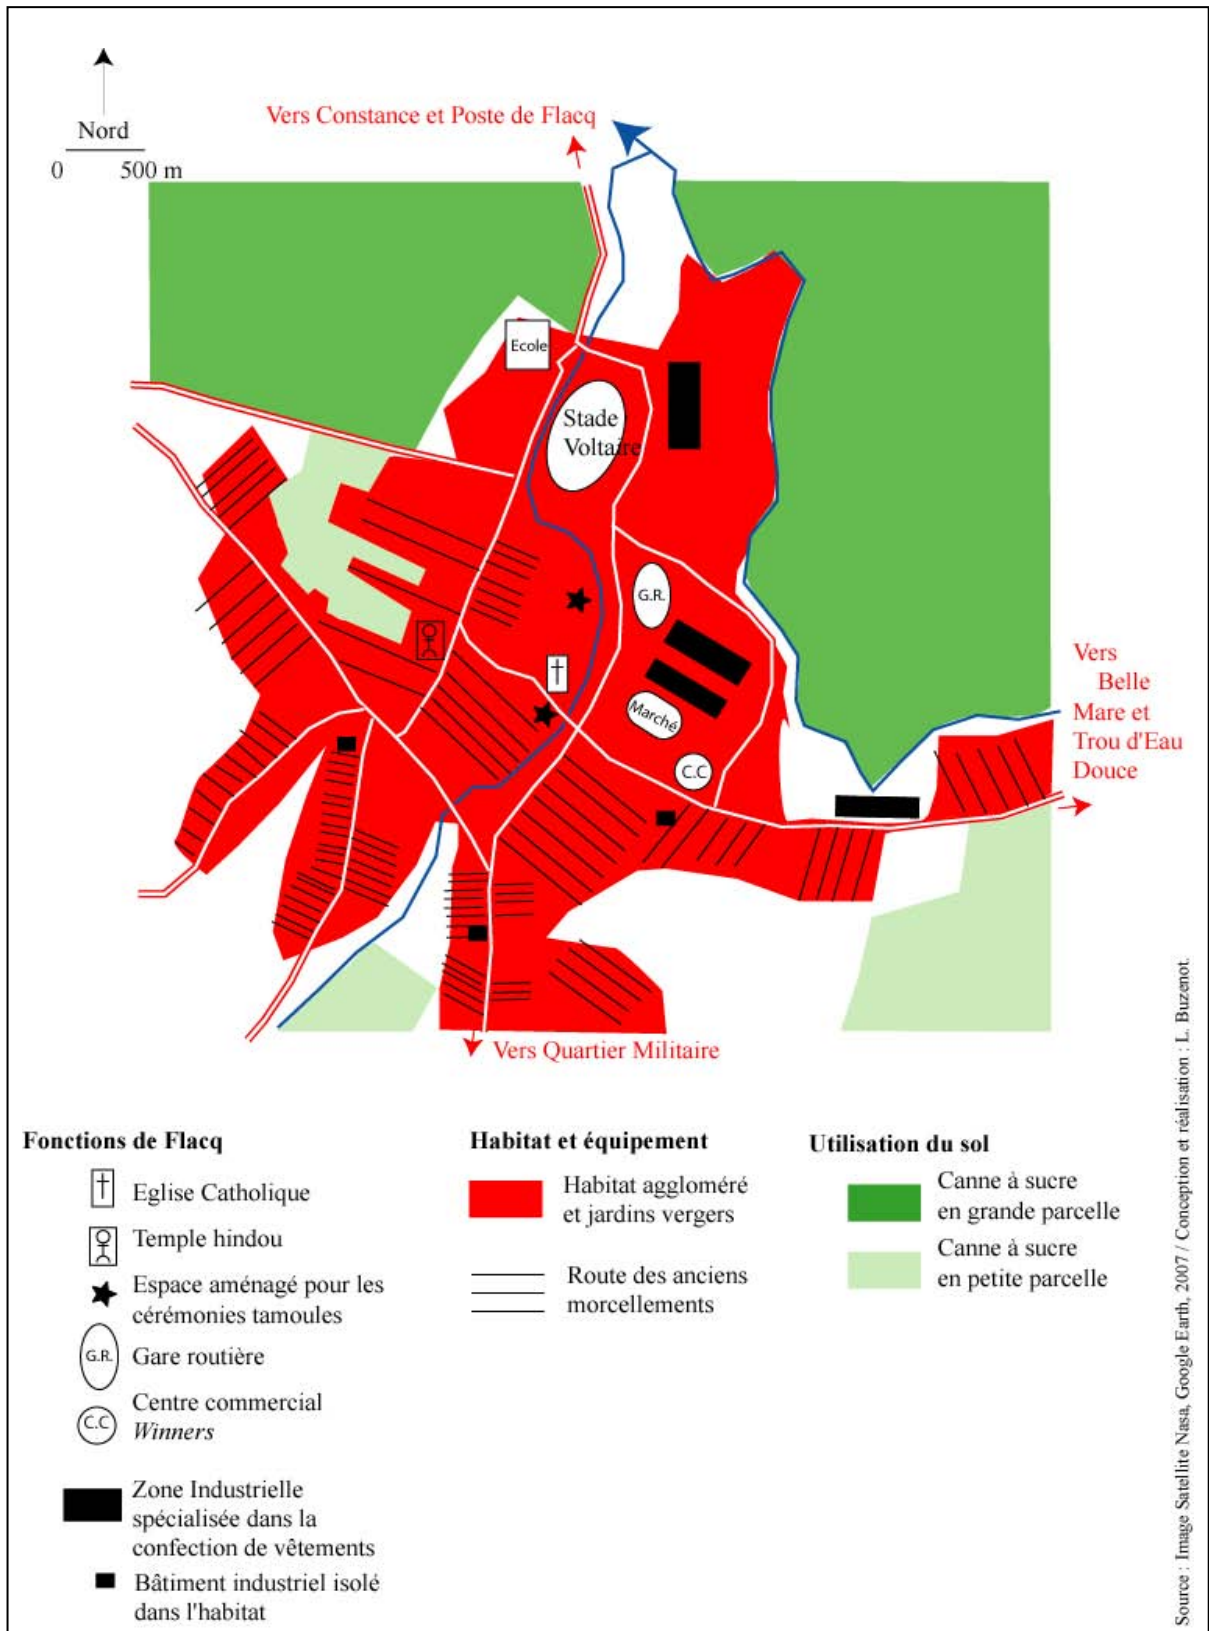 Vers Constance et Poste de Flacq
Nord
0 500 m
Ecole
Stade
Voltaire
G.R.
Marché
C.C
Vers
Belle
Mare et
Trou d'Eau
Douce
Vers Quartier Militaire
Fonctions de Flacq
Eglise Catholique
Temple hindou
Espace aménagé pour les
cérémonies tamoules
G.R.
Gare routière
C.C
Centre commercial
Winners
Zone Industrielle
spécialisée dans la
confection de vêtements
Bâtiment industriel isolé
dans l'habitat
Habitat et équipement
Habitat aggloméré
et jardins vergers
Route des anciens
morcellements
Utilisation du sol
Canne à sucre
en grande parcelle
Canne à sucre
en petite parcelle
Source : Image Satellite Nasa, Google Earth, 2007 / Conception et réalisation : L. Buzenot.